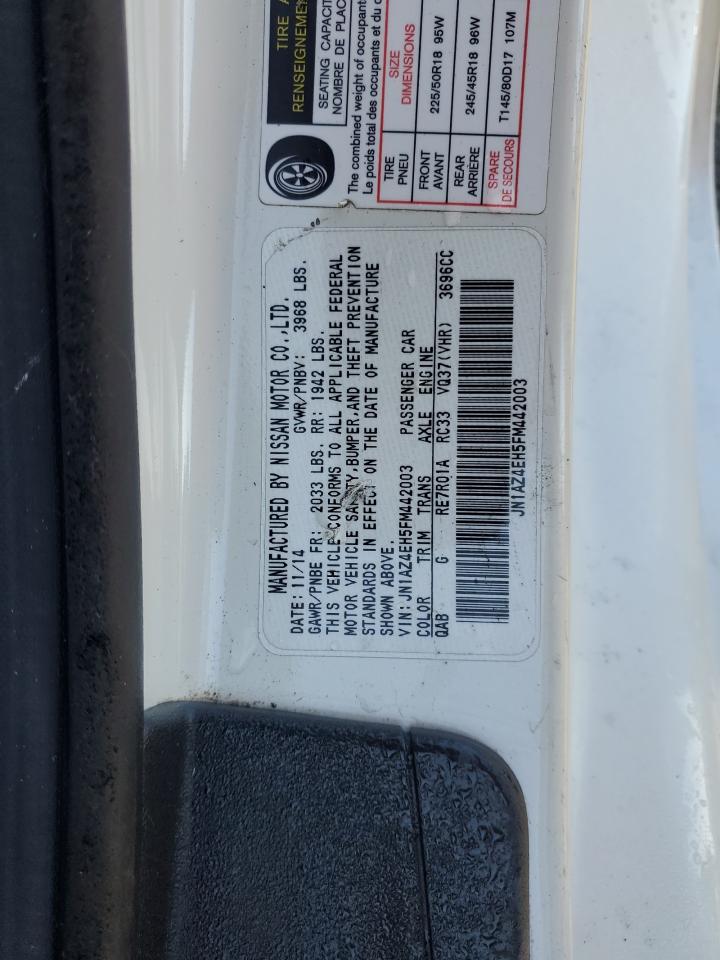 MANUFACTURED BY NISSAN MOTOR CO.,LTD.
DATE: 11/14 GVWR/PNBV: 3968 LBS.
GAWR/PNBE FR: 2033 LBS. RR: 1942 LBS.
THIS VEHICLE CONFORMS TO ALL APPLICABLE FEDERAL
MOTOR VEHICLE SAFETY,BUMPER,AND THEFT PREVENTION
STANDARDS IN EFFECT ON THE DATE OF MANUFACTURE
SHOWN ABOVE.
VIN: JN1AZ4EH5FM442003 PASSENGER CAR
COLOR TRIM TRANS AXLE ENGINE
QAB G RE7R01A RC33 VQ37(VHR) 3696CC
JN1AZ4EH5FM442003
TIRE
RENSEIGNEME
SEATING CAPACIT
NOMBRE DE PLAC
The combined weight of occupant
Le poids total des occupants et du c
TIRE SIZE
PNEU DIMENSIONS
FRONT
AVANT 225/50R18 95W
REAR
ARRIÈRE 245/45R18 96W
SPARE
DE SECOURS T145/80D17 107M